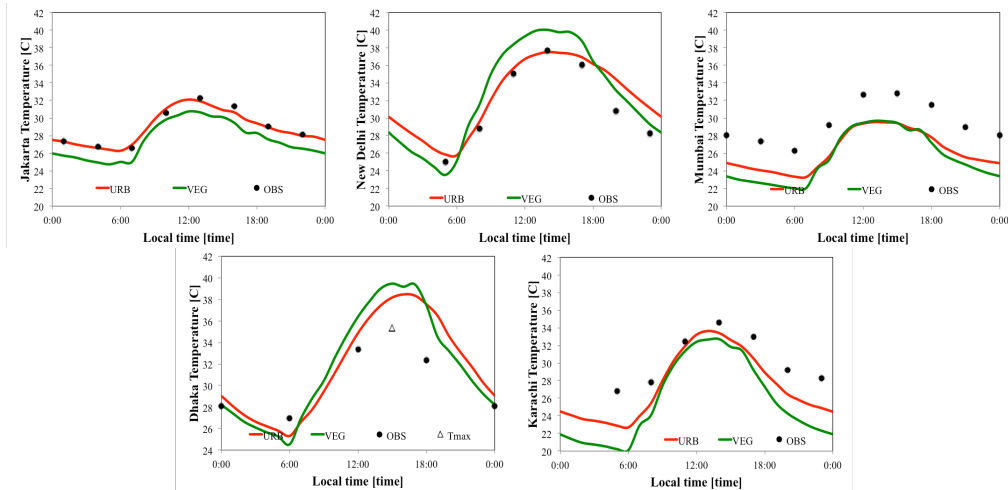 Jakarta Temperature [C]
42
40
38
36
34
32
30
28
26
24
22
20
URB VEG OBS
0:00 6:00 12:00 18:00 0:00
Local time [time]
New Delhi Temperature [C]
42
40
38
36
34
32
30
28
26
24
22
20
URB VEG OBS
0:00 6:00 12:00 18:00 0:00
Local time [time]
Mumbai Temperature [C]
42
40
38
36
34
32
30
28
26
24
22
20
URB VEG OBS
0:00 6:00 12:00 18:00 0:00
Local time [time]
Dhaka Temperature [C]
42
40
38
36
34
32
30
28
26
24
URB VEG OBS Tmax
0:00 6:00 12:00 18:00 0:00
Local time [time]
Karachi Temperature [C]
42
40
38
36
34
32
30
28
26
24
22
20
URB VEG OBS
0:00 6:00 12:00 18:00 0:00
Local time [time]